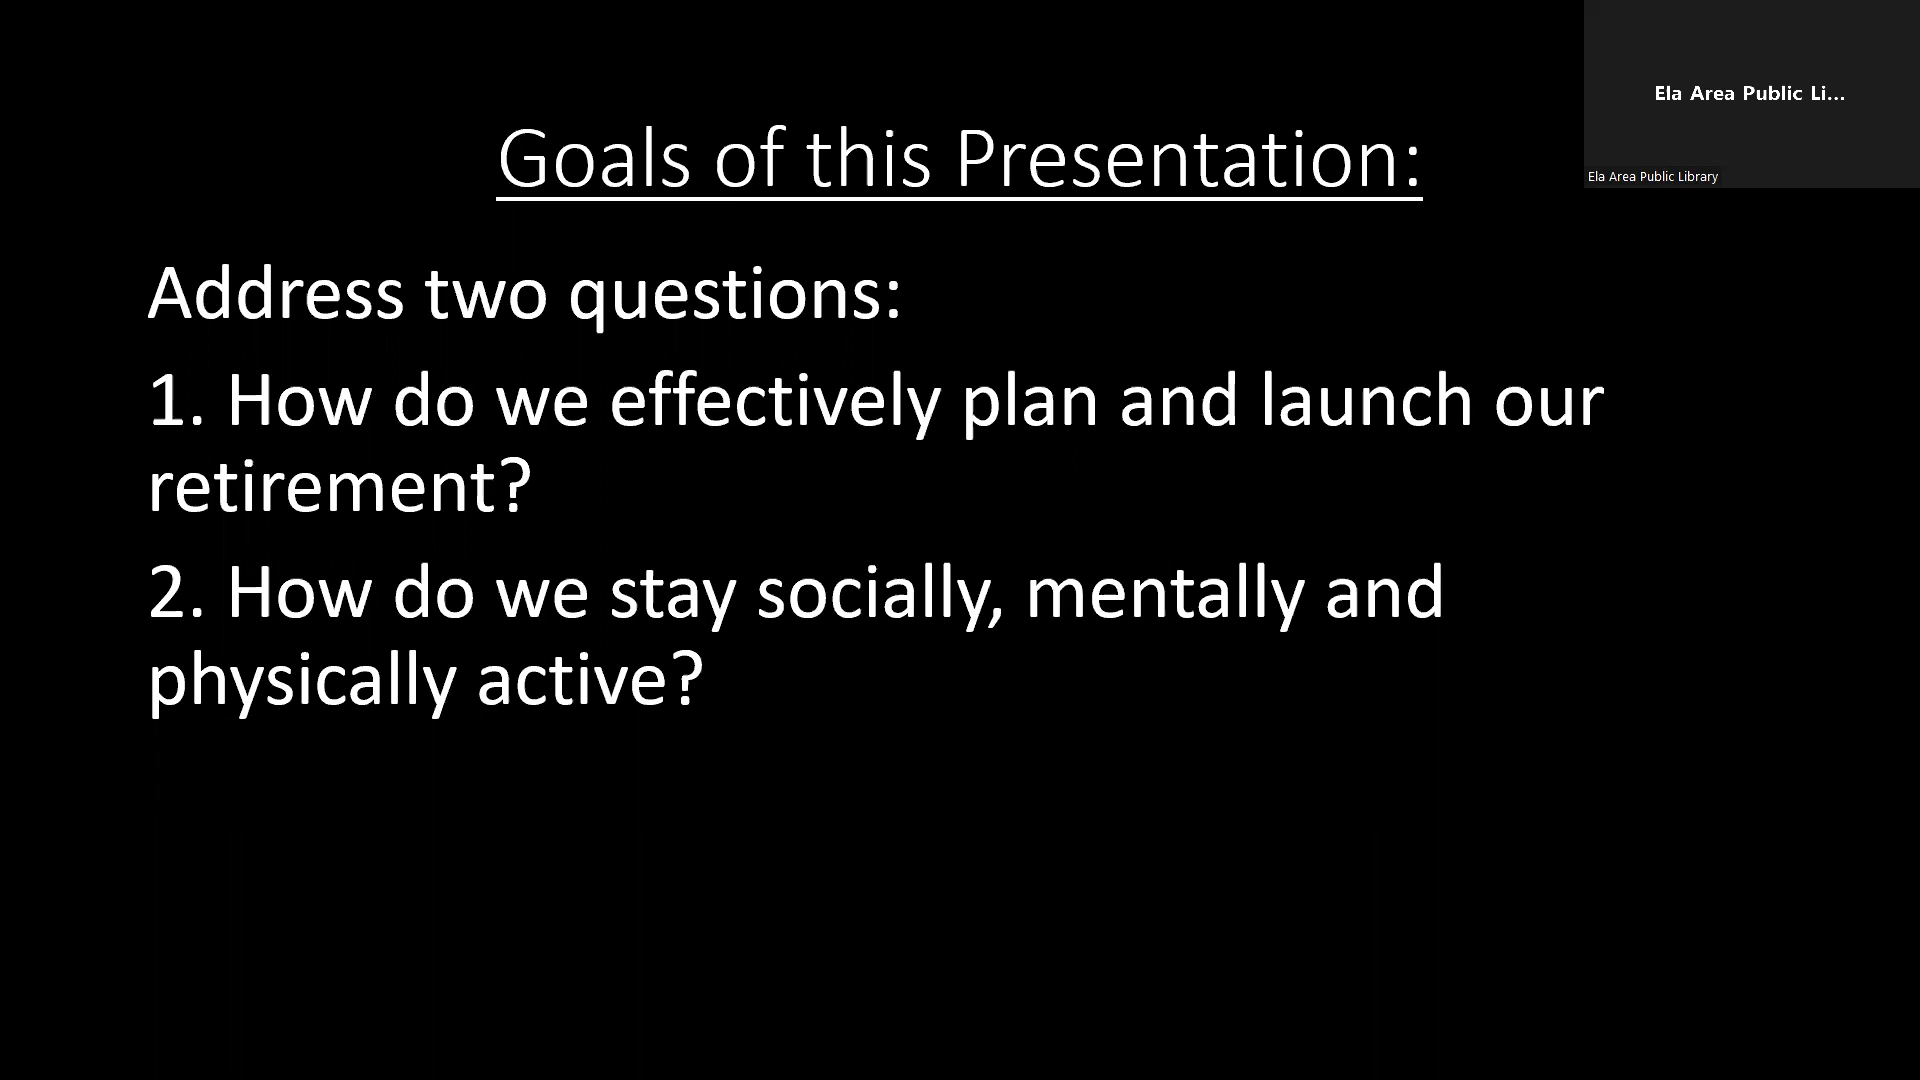 Ela Area Public Li...
Ela Area Public Library
Goals of this Presentation:
Address two questions:
1. How do we effectively plan and launch our
retirement?
2. How do we stay socially, mentally and
physically active?